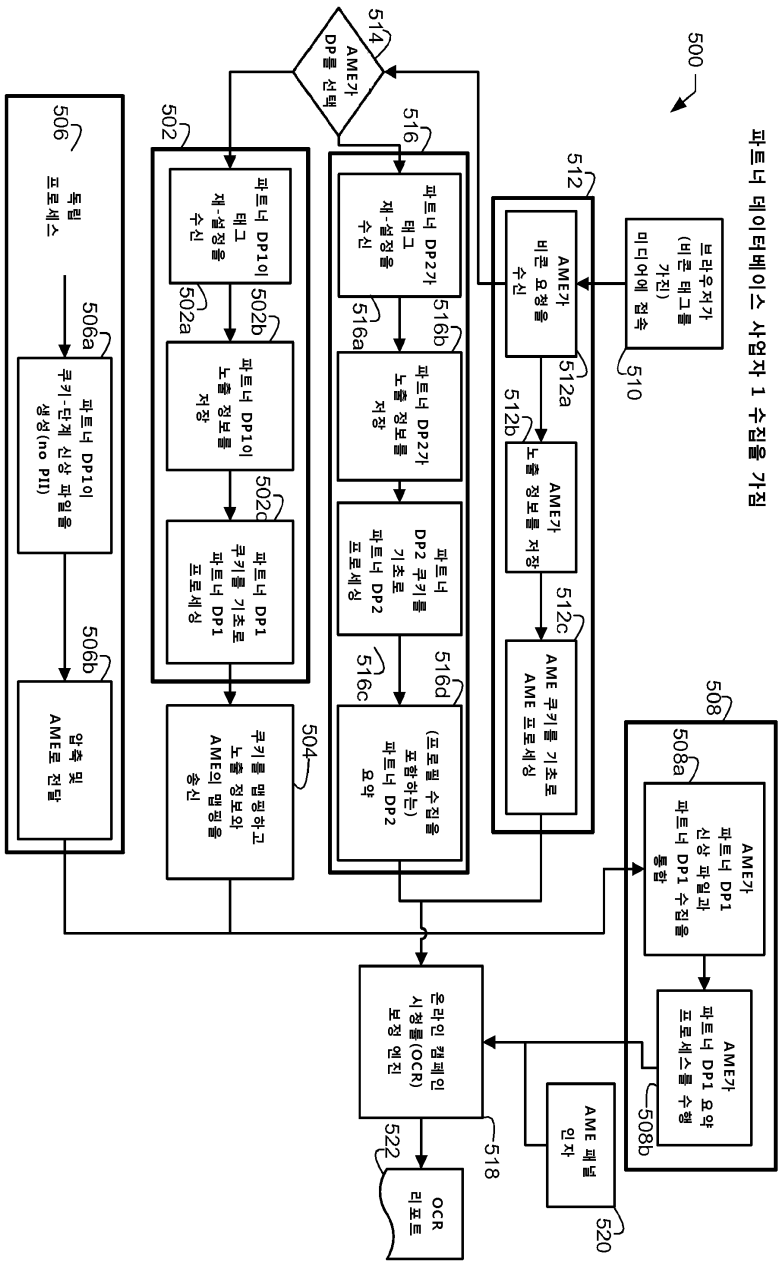 파트너 데이터베이스 사업자 1 수집을 가짐
500
브라우저가
(비콘 태그를
가진)
미디어에 접속
510
512
AME가
비콘 요청을
수신
512a
AME가
노출 정보를 저장
512b
AME 쿠키를 기초로
AME 프로세싱
512c
508
AME가
파트너 DP1
신상 파일과
파트너 DP1 수집을
통합
508a
AME가
파트너 DP1 요약
프로세스를 수행
508b
514
AME가
DP를 선택
516
파트너 DP2가
태그
재-설정을
수신
516a
파트너 DP2가
노출 정보를
저장
516b
파트너
DP2 쿠키를
기초로
파트너 DP2
프로세싱
516c
(프로필 수집을
포함하는)
파트너 DP2
요약
516d
온라인 캠페인
시청률(OCR)
보정 엔진
518
AME 패널
인자
520
OCR
리포트
522
502
파트너 DP1이
태그
재-설정을
수신
502a
파트너 DP1이
노출 정보를
저장
502b
파트너 DP1
쿠키를 기초로
파트너 DP1
프로세싱
502c
쿠키를 맵핑하고
노출 정보와
AME의 맵핑을
송신
504
506
독립
프로세스
파트너 DP1이
쿠키-단계 신상 파일을
생성(no PII)
506a
압축 및
AME로 전달
506b